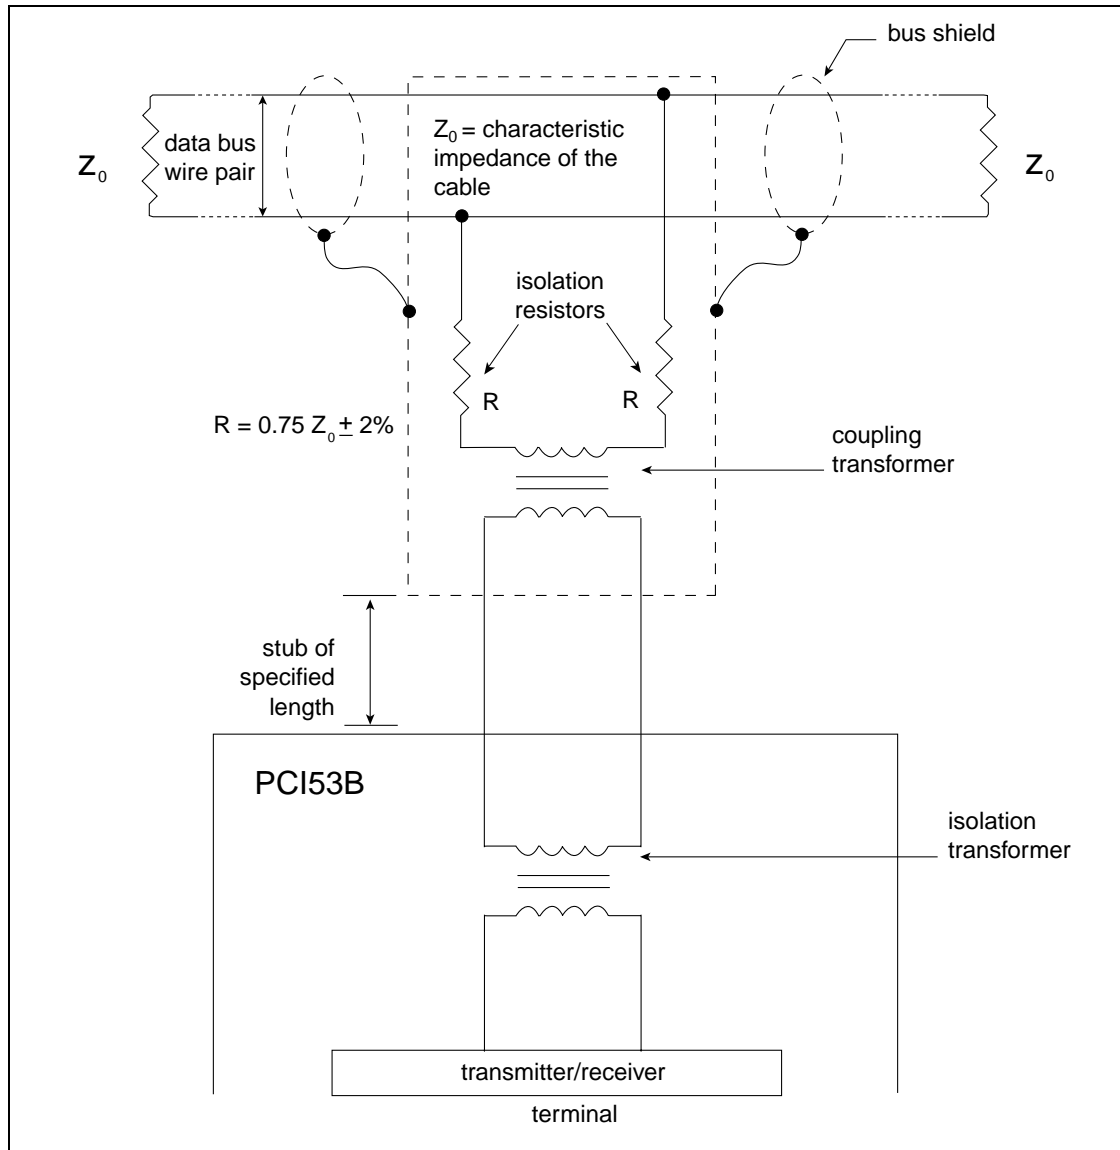 bus shield
data bus
wire pair
Z₀ = characteristic
impedance of the
cable
Z₀
Z₀
isolation
resistors
R
R
R = 0.75 Z₀ ± 2%
coupling
transformer
stub of
specified
length
PCI53B
isolation
transformer
transmitter/receiver
terminal